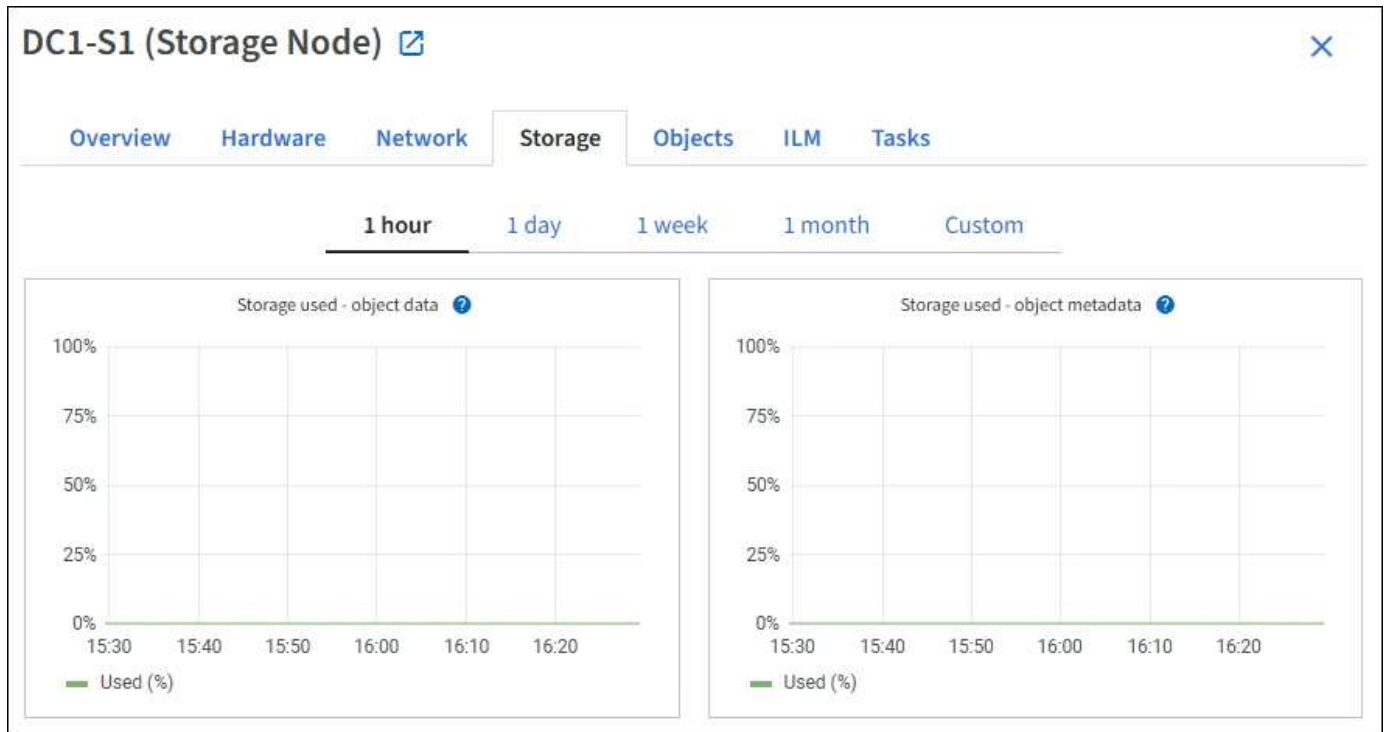 DC1-S1 (Storage Node)
Overview Hardware Network Storage Objects ILM Tasks
1 hour 1 day 1 week 1 month Custom
Storage used - object data ?
100%
75%
50%
25%
0%
15:30 15:40 15:50 16:00 16:10 16:20
Used (%)
Storage used - object metadata ?
100%
75%
50%
25%
0%
15:30 15:40 15:50 16:00 16:10 16:20
Used (%)